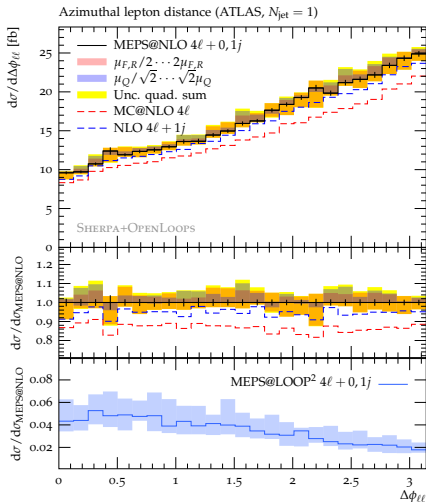 Azimuthal lepton distance (ATLAS, N_jet = 1)
dσ/dΔφ_ℓℓ [fb]
MEPS@NLO 4ℓ + 0, 1j
μ_F,R/2 · · · 2μ_F,R
μ_Q/√2 · · · √2μ_Q
Unc. quad. sum
MC@NLO 4ℓ
NLO 4ℓ + 1j
25
20
15
10
5
0
SHERPA+OPENLOOPS
dσ/dσ_MEPS@NLO
1.2
1.1
1.0
0.9
0.8
dσ/dσ_MEPS@NLO
MEPS@LOOP² 4ℓ + 0, 1j
0.08
0.06
0.04
0.02
0 0.5 1 1.5 2 2.5 3
Δφ_ℓℓ